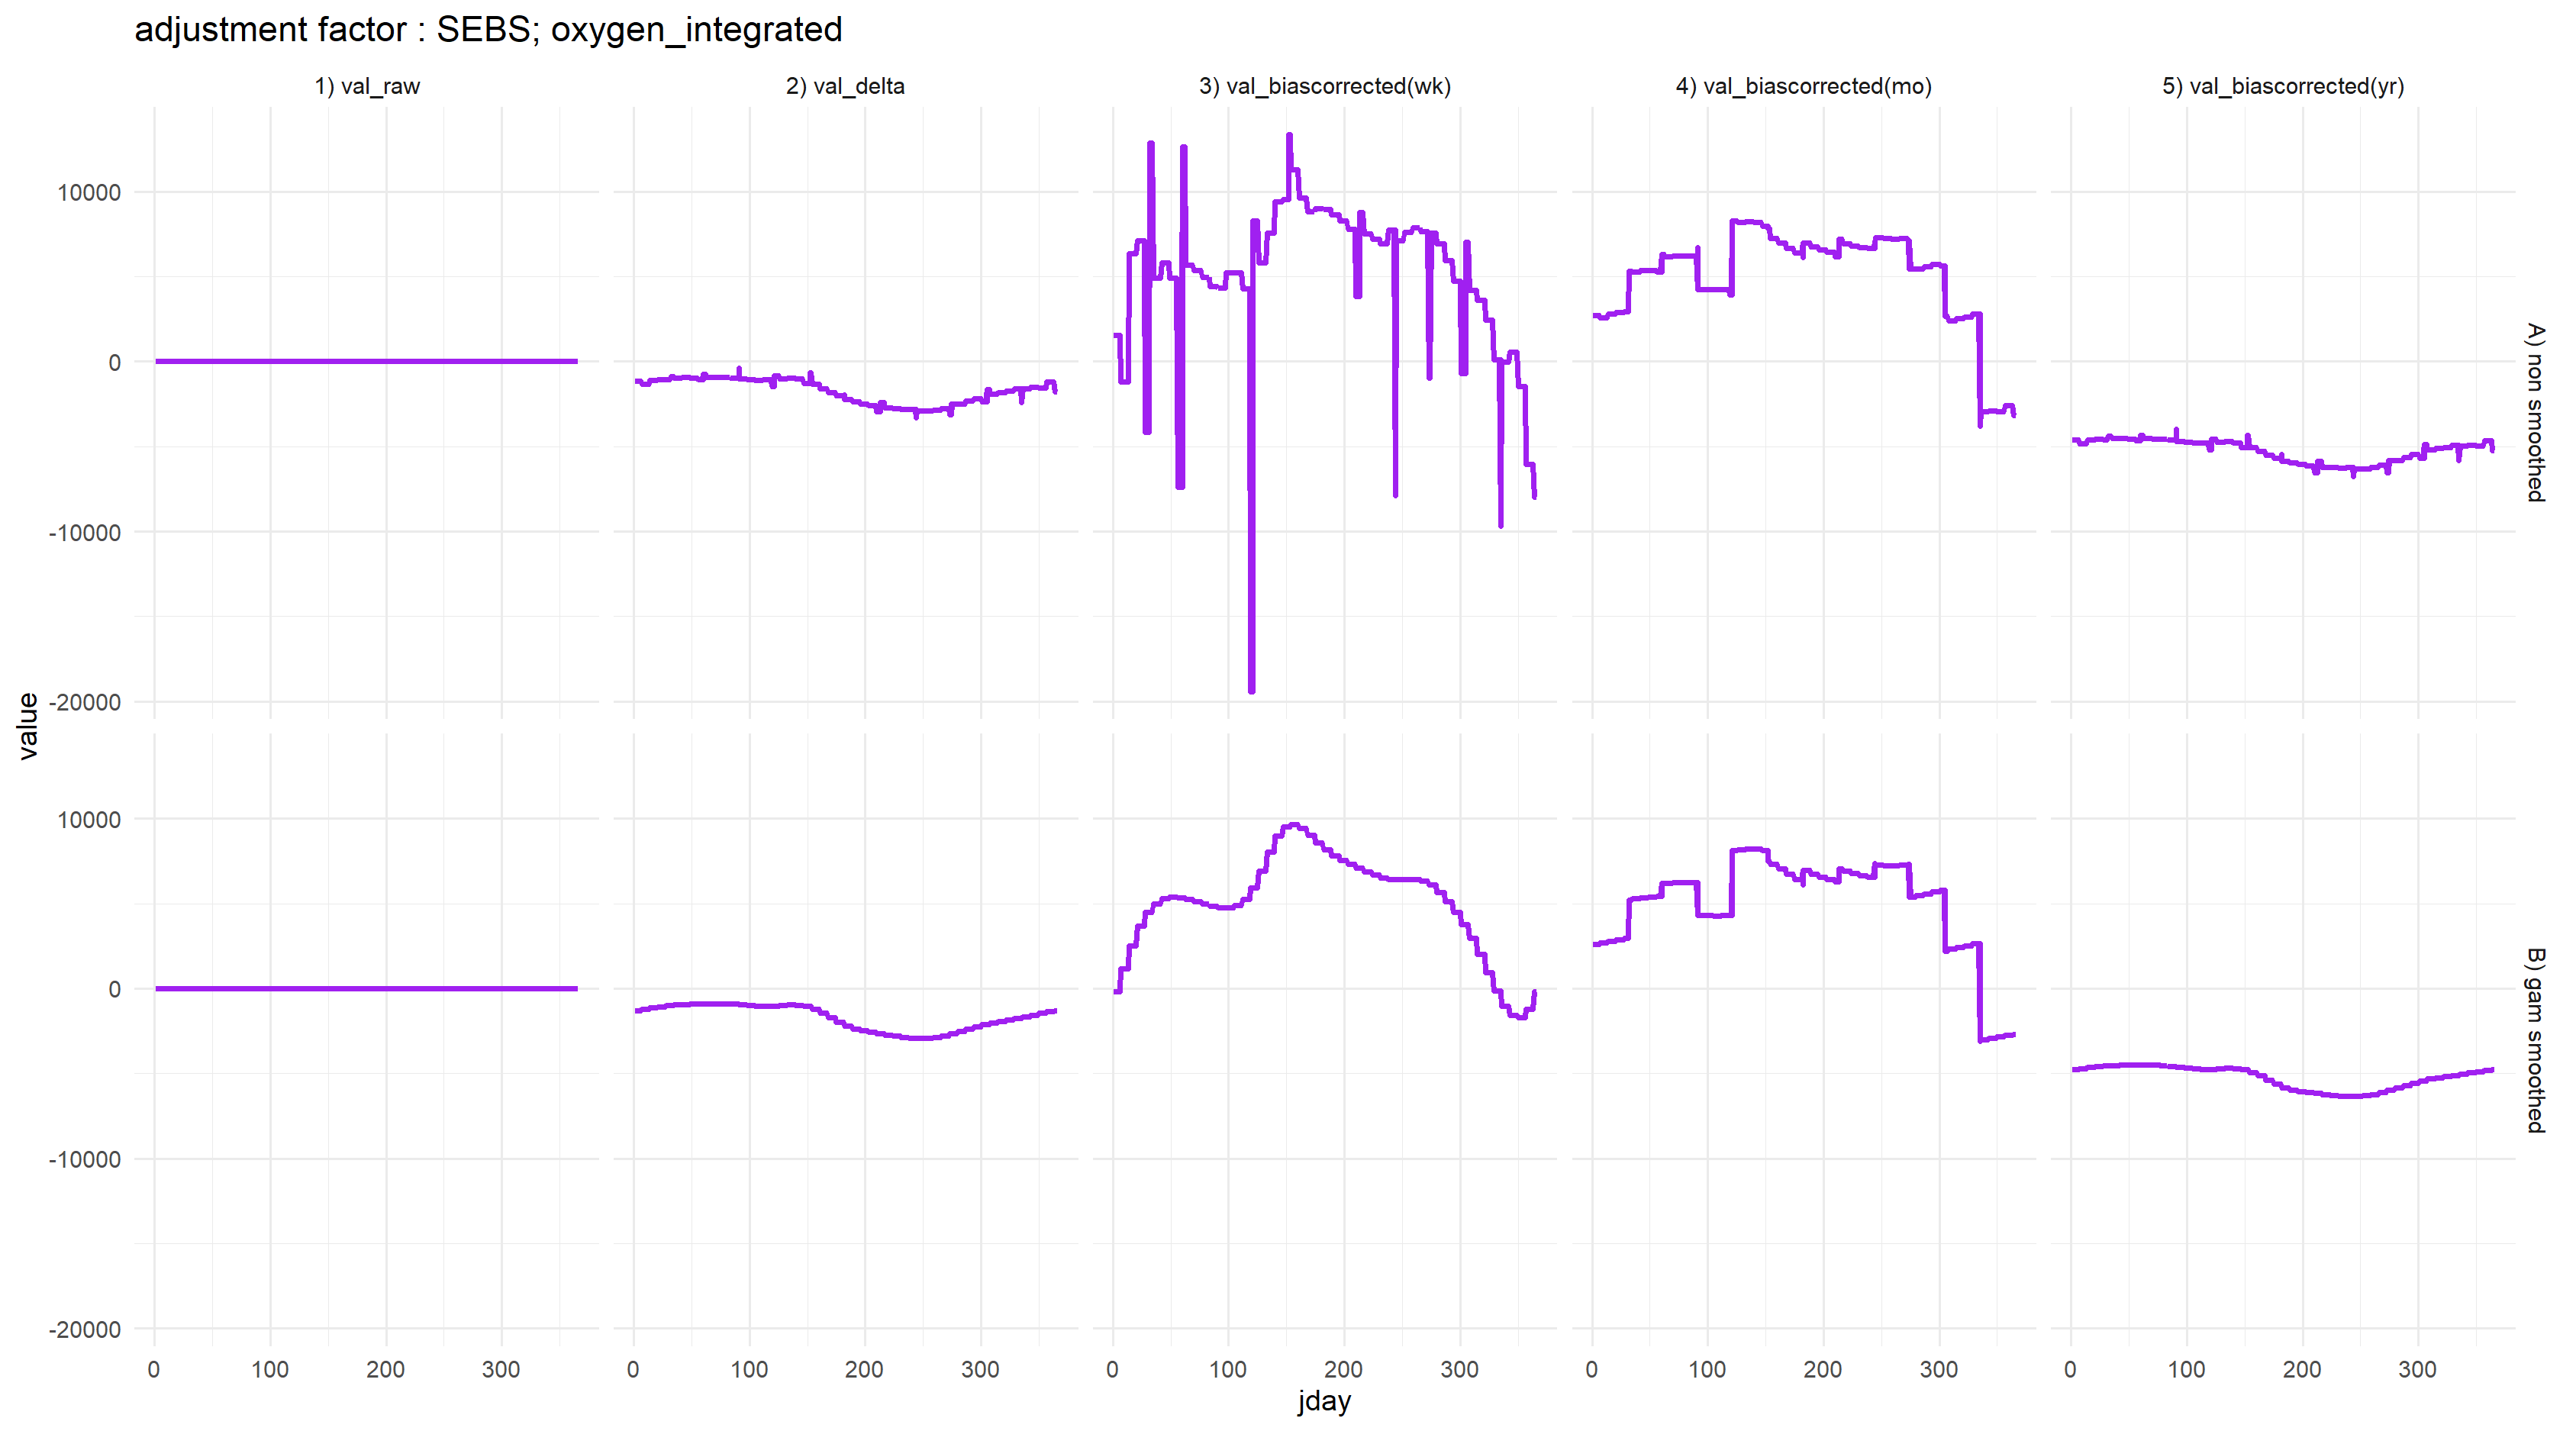 adjustment factor : SEBS; oxygen_integrated
1) val_raw
2) val_delta
3) val_biascorrected(wk)
4) val_biascorrected(mo)
5) val_biascorrected(yr)
10000
0
-10000
-20000
A) non smoothed
value
10000
0
-10000
-20000
B) gam smoothed
0 100 200 300 0 100 200 300 0 100 200 300 0 100 200 300 0 100 200 300
jday